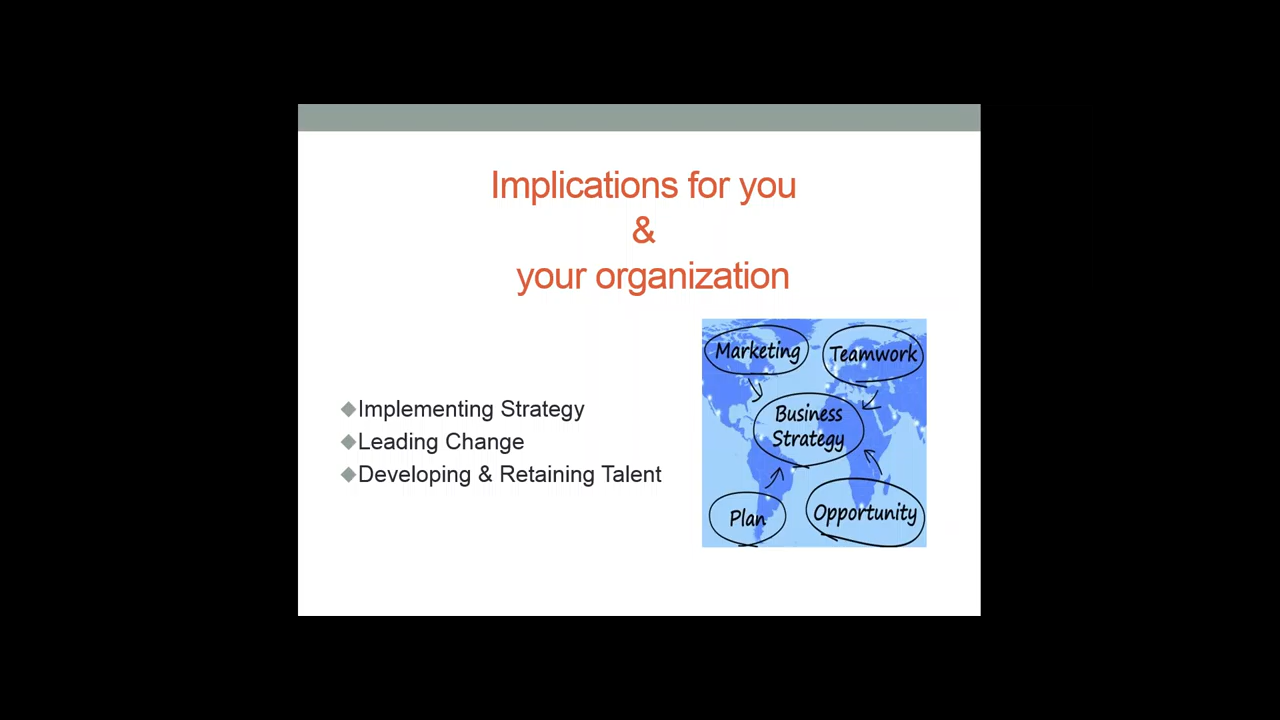 Implications for you
&
your organization
◆Implementing Strategy
◆Leading Change
◆Developing & Retaining Talent
Marketing
Teamwork
Business
Strategy
Plan
Opportunity